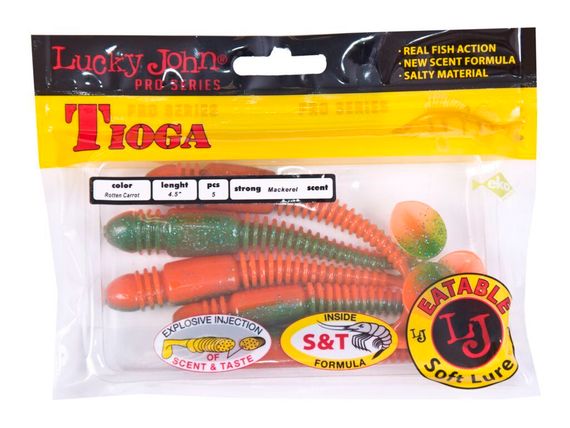 Lucky John®
PRO SERIES
· REAL FISH ACTION
· NEW SCENT FORMULA
· SALTY MATERIAL
PRO SERIES
PRO SERIES
TIOGA
color
Rotten Carrot
lenght
4.5"
pcs
5
strong Mackerel scent
eko
EXPLOSIVE INJECTION
OF
SCENT & TASTE
INSIDE
S&T
FORMULA
EATABLE
LJ
LJ
Soft Lure